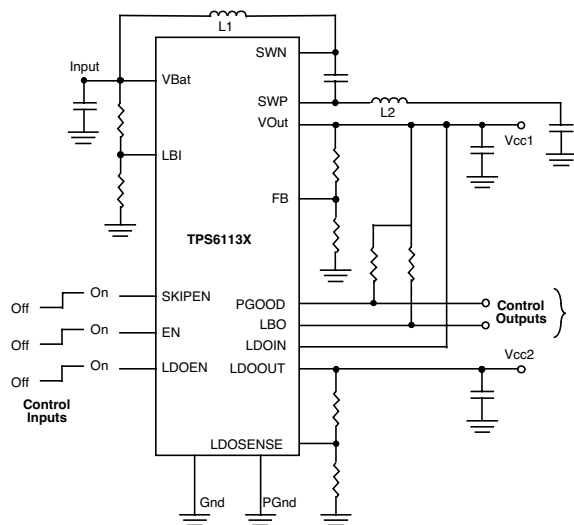 L1
SWN
Input
VBat
SWP
L2
VOut
Vcc1
LBI
FB
TPS6113X
Off On SKIPEN
PGOOD
Control
Outputs
Off On EN
LBO
LDOIN
Off On LDOEN
LDOOUT
Vcc2
Control
Inputs
LDOSENSE
Gnd
PGnd